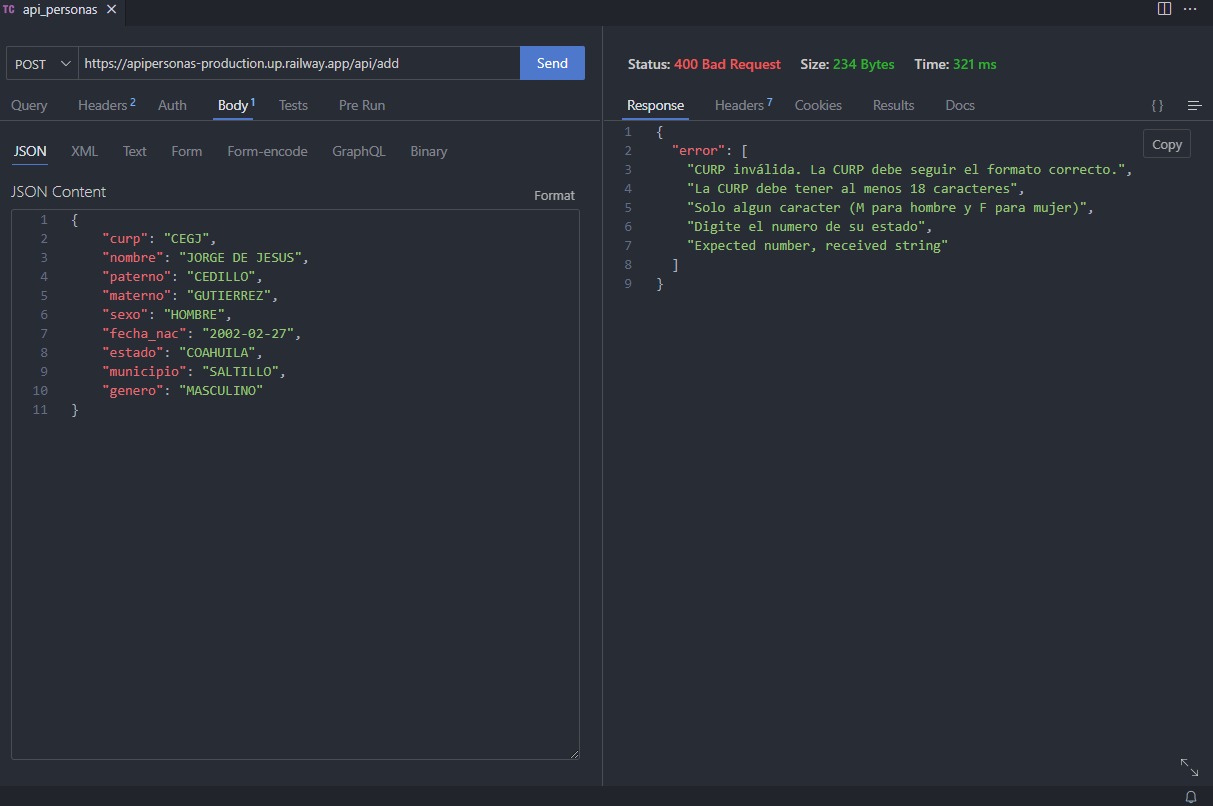 TC api_personas
POST https://apipersonas-production.up.railway.app/api/add Send
Query Headers 2 Auth Body 1 Tests Pre Run
JSON XML Text Form Form-encode GraphQL Binary
JSON Content Format
1 {
2 "curp": "CEGJ",
3 "nombre": "JORGE DE JESUS",
4 "paterno": "CEDILLO",
5 "materno": "GUTIERREZ",
6 "sexo": "HOMBRE",
7 "fecha_nac": "2002-02-27",
8 "estado": "COAHUILA",
9 "municipio": "SALTILLO",
10 "genero": "MASCULINO"
11 }
Status: 400 Bad Request Size: 234 Bytes Time: 321 ms
Response Headers 7 Cookies Results Docs { }
Copy
1 {
2 "error": [
3 "CURP inválida. La CURP debe seguir el formato correcto.",
4 "La CURP debe tener al menos 18 caracteres",
5 "Solo algun caracter (M para hombre y F para mujer)",
6 "Digite el numero de su estado",
7 "Expected number, received string"
8 ]
9 }